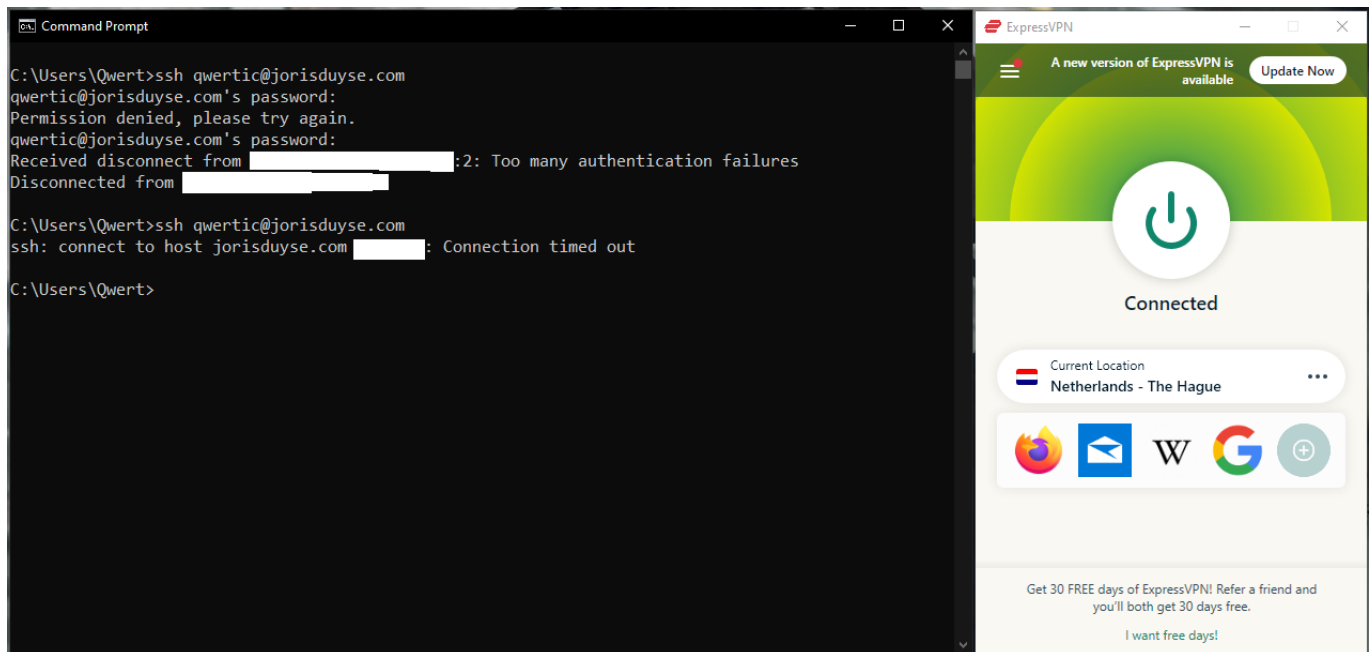 Command Prompt
C:\Users\Qwert>ssh qwertic@jorisduyse.com
qwertic@jorisduyse.com's password:
Permission denied, please try again.
qwertic@jorisduyse.com's password:
Received disconnect from :2: Too many authentication failures
Disconnected from
C:\Users\Qwert>ssh qwertic@jorisduyse.com
ssh: connect to host jorisduyse.com : Connection timed out
C:\Users\Qwert>
ExpressVPN
A new version of ExpressVPN is
available
Update Now
Connected
Current Location
Netherlands - The Hague
W
G
Get 30 FREE days of ExpressVPN! Refer a friend and
you'll both get 30 days free.
I want free days!